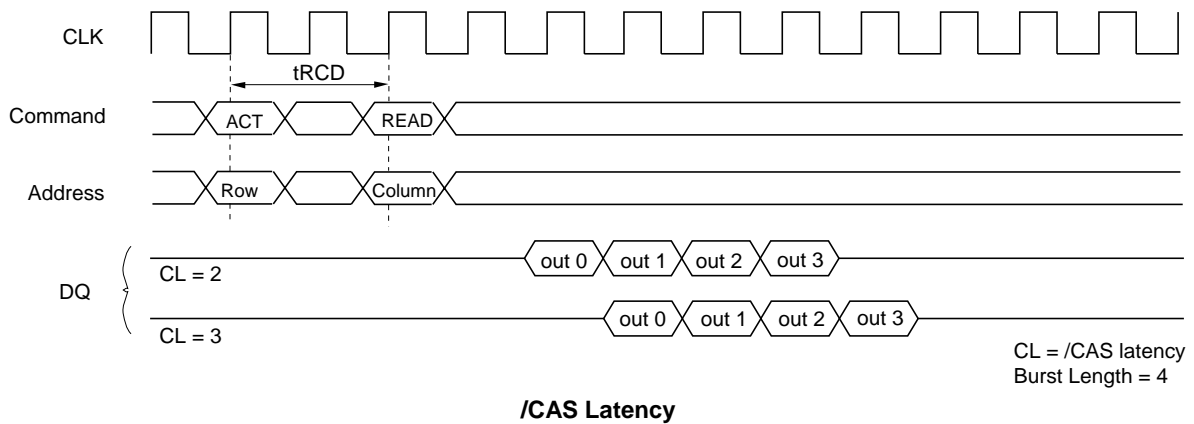 CLK
tRCD
Command
ACT
READ
Address
Row
Column
DQ
CL = 2
out 0
out 1
out 2
out 3
CL = 3
out 0
out 1
out 2
out 3
CL = /CAS latency
Burst Length = 4
/CAS Latency